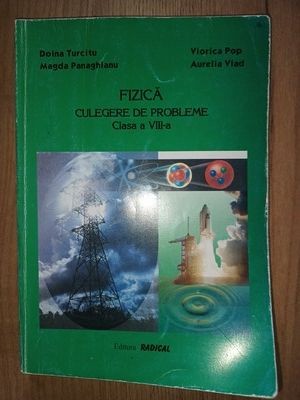 Doina Turcitu Viorica Pop
Magda Panaghianu Aurelia Vlad
FIZICĂ
CULEGERE DE PROBLEME
Clasa a VIII-a
Editura RADICAL